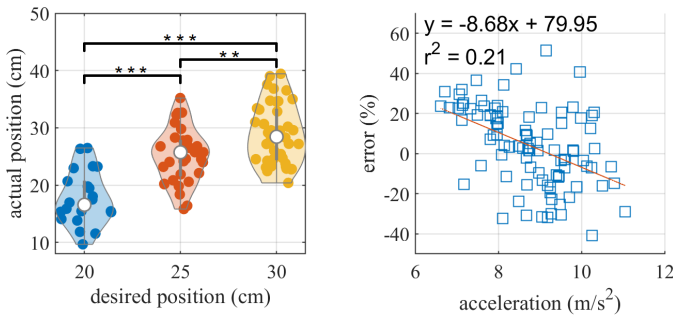 50
40
30
20
10
actual position (cm)
***
**
***
20 25 30
desired position (cm)
y = -8.68x + 79.95
r² = 0.21
60
40
20
0
-20
-40
error (%)
6 8 10 12
acceleration (m/s²)